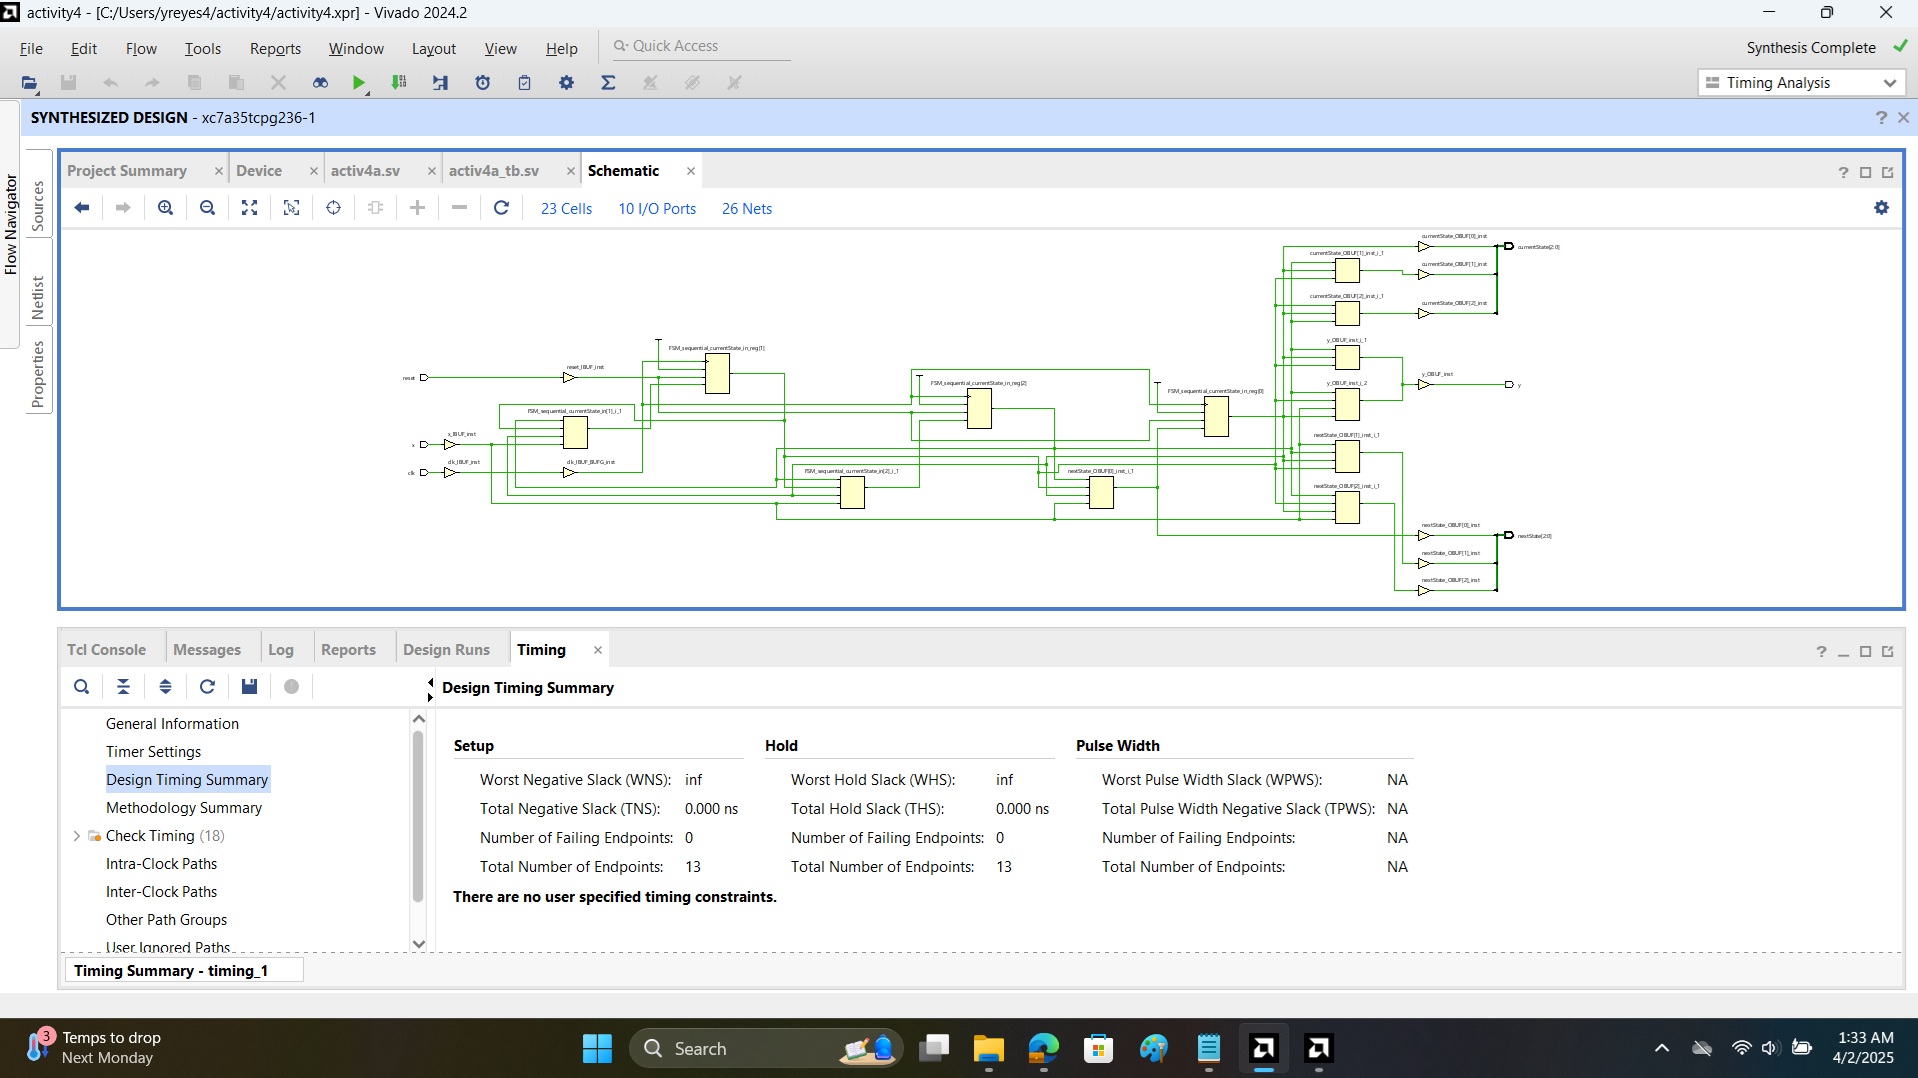 activity4 - [C:/Users/yreyes4/activity4/activity4.xpr] - Vivado 2024.2
File Edit Flow Tools Reports Window Layout View Help Quick Access
Synthesis Complete
Timing Analysis
SYNTHESIZED DESIGN - xc7a35tcpg236-1
Flow Navigator
Sources
Netlist
Properties
Project Summary Device activ4a.sv activ4a_tb.sv Schematic
23 Cells 10 I/O Ports 26 Nets
currentState_OBUF[0]_inst
currentState[2:0]
currentState_OBUF[1]_inst_i_1
currentState_OBUF[1]_inst
currentState_OBUF[2]_inst_i_1
currentState_OBUF[2]_inst
y_OBUF_inst_i_1
FSM_sequential_currentState_in_reg[1]
reset
reset_IBUF_inst
y_OBUF_inst
y
FSM_sequential_currentState_in_reg[2]
y_OBUF_inst_i_2
FSM_sequential_currentState_in_reg[0]
FSM_sequential_currentState_in[1]_i_1
x
x_IBUF_inst
nextState_OBUF[1]_inst_i_1
clk
clk_IBUF_inst
clk_IBUF_BUFG_inst
FSM_sequential_currentState_in[2]_i_1
nextState_OBUF[0]_inst_i_1
nextState_OBUF[2]_inst_i_1
nextState_OBUF[0]_inst
nextState[2:0]
nextState_OBUF[1]_inst
nextState_OBUF[2]_inst
Tcl Console Messages Log Reports Design Runs Timing
Design Timing Summary
General Information
Timer Settings
Design Timing Summary
Methodology Summary
Check Timing (18)
Intra-Clock Paths
Inter-Clock Paths
Other Path Groups
User Ignored Paths
Setup
Worst Negative Slack (WNS): inf
Total Negative Slack (TNS): 0.000 ns
Number of Failing Endpoints: 0
Total Number of Endpoints: 13
Hold
Worst Hold Slack (WHS): inf
Total Hold Slack (THS): 0.000 ns
Number of Failing Endpoints: 0
Total Number of Endpoints: 13
Pulse Width
Worst Pulse Width Slack (WPWS): NA
Total Pulse Width Negative Slack (TPWS): NA
Number of Failing Endpoints: NA
Total Number of Endpoints: NA
There are no user specified timing constraints.
Timing Summary - timing_1
3
Temps to drop
Next Monday
Search
1:33 AM
4/2/2025